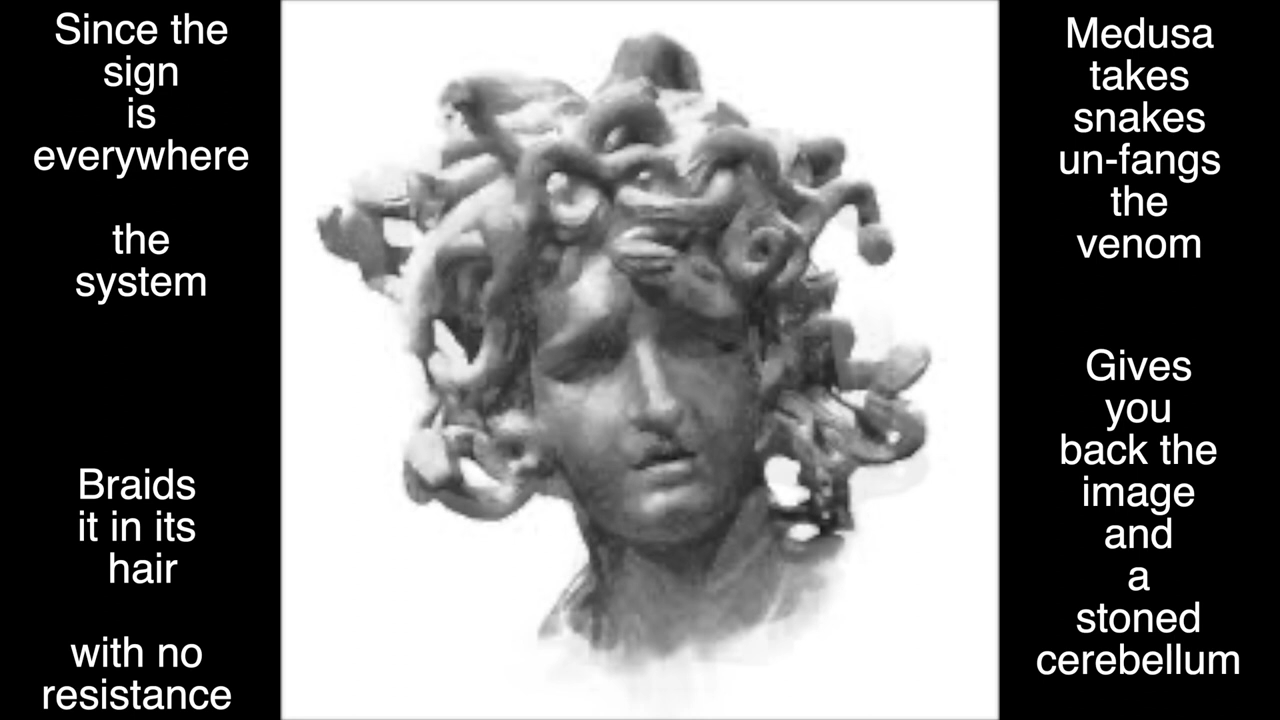 Since the
sign
is
everywhere
the
system
Braids
it in its
hair
with no
resistance
Medusa
takes
snakes
un-fangs
the
venom
Gives
you
back the
image
and
a
stoned
cerebellum